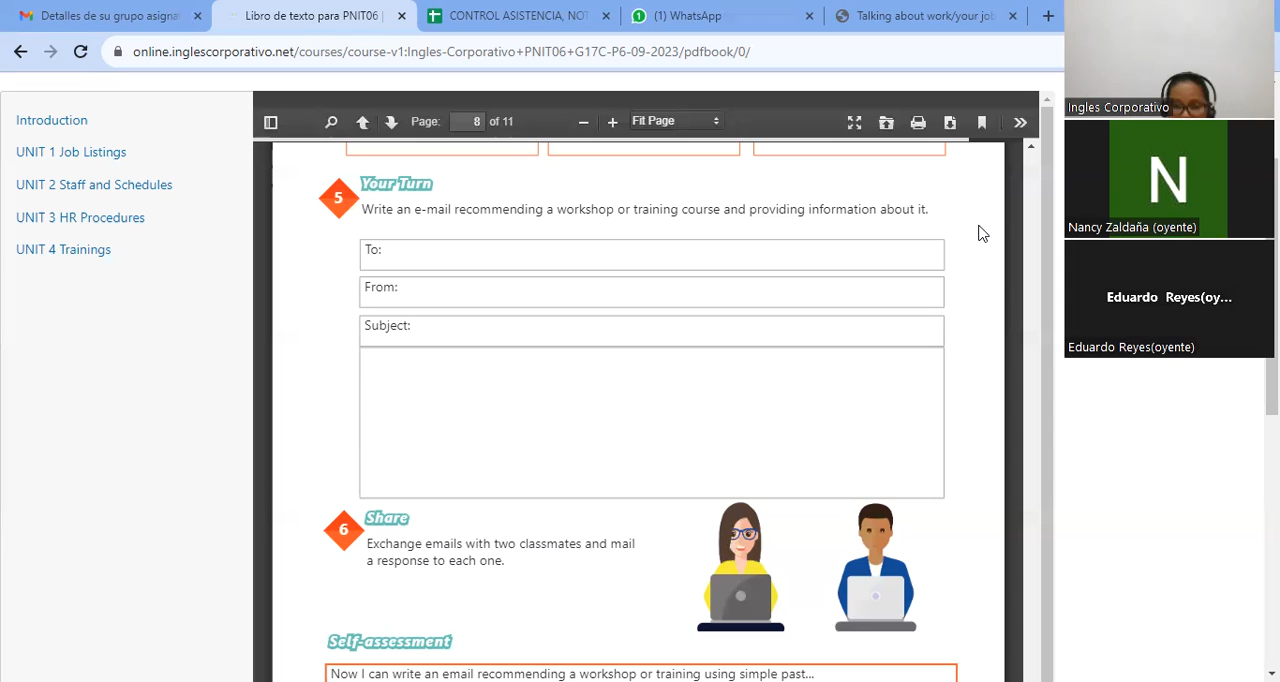 Detalles de su grupo asignar
Libro de texto para PNIT06 |
CONTROL ASISTENCIA, NOT
(1) WhatsApp
Talking about work/your job
online.inglescorporativo.net/courses/course-v1:Ingles-Corporativo+PNIT06+G17C-P6-09-2023/pdfbook/0/
Ingles Corporativo
N
Nancy Zaldaña (oyente)
Eduardo Reyes(oy...
Eduardo Reyes(oyente)
Introduction
UNIT 1 Job Listings
UNIT 2 Staff and Schedules
UNIT 3 HR Procedures
UNIT 4 Trainings
Page: 8 of 11
Fit Page
5
Your Turn
Write an e-mail recommending a workshop or training course and providing information about it.
To:
From:
Subject:
6
Share
Exchange emails with two classmates and mail
a response to each one.
Self-assessment
Now I can write an email recommending a workshop or training using simple past...